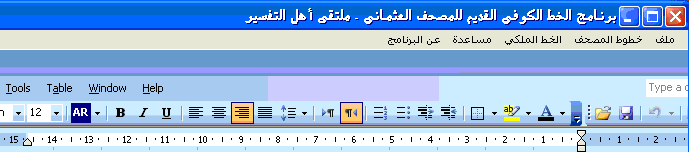 برنامج الخط الكوفي القديم للمصحف العثماني - ملتقى أهل التفسير
ملف خطوط المصحف الخط الملكي مساعدة عن البرنامج
Tools Table Window Help Type a
12 AR B I U A
15 14 13 12 11 10 9 8 7 6 5 4 3 2 1 1 2